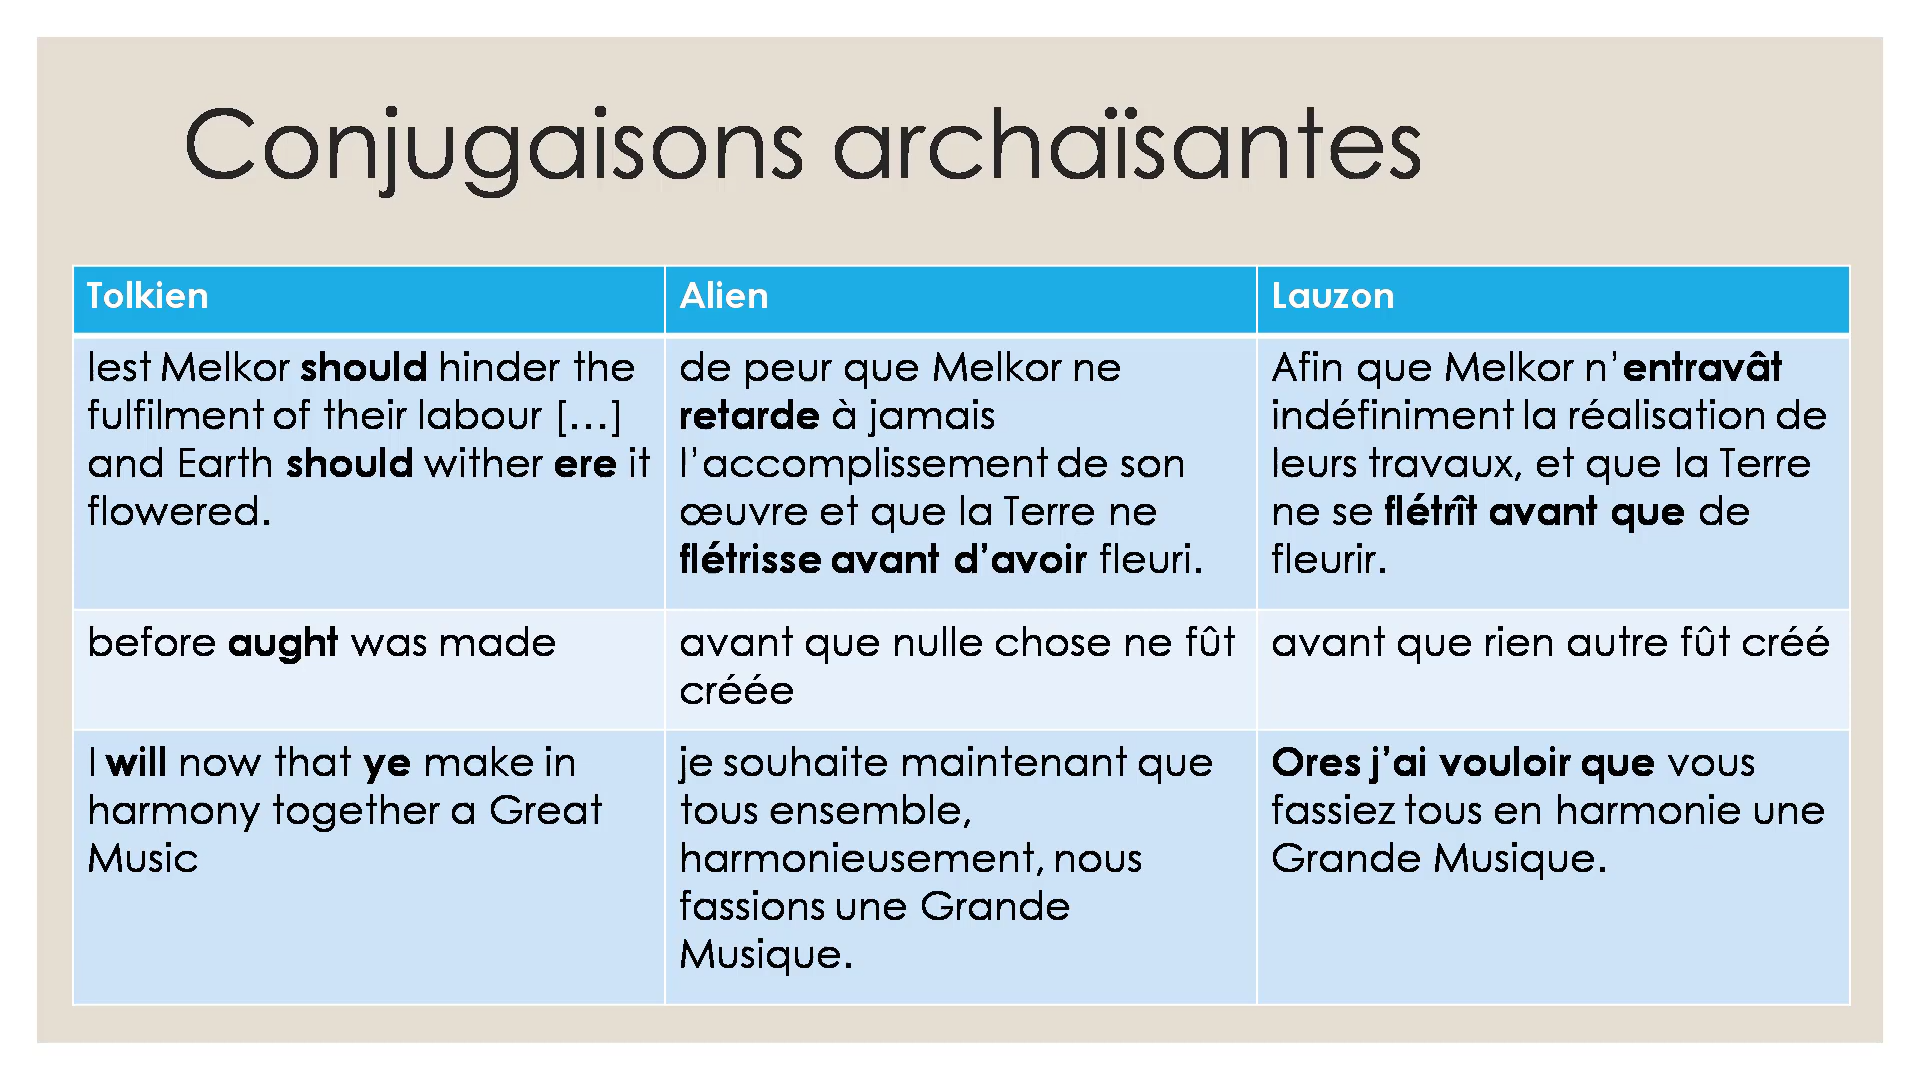 Conjugaisons archaïsantes
Tolkien
Alien
Lauzon
lest Melkor should hinder the
fulfilment of their labour […]
and Earth should wither ere it
flowered.
de peur que Melkor ne
retarde à jamais
l’accomplissement de son
œuvre et que la Terre ne
flétrisse avant d’avoir fleuri.
Afin que Melkor n’entravât
indéfiniment la réalisation de
leurs travaux, et que la Terre
ne se flétrît avant que de
fleurir.
before aught was made
avant que nulle chose ne fût
créée
avant que rien autre fût créé
I will now that ye make in
harmony together a Great
Music
je souhaite maintenant que
tous ensemble,
harmonieusement, nous
fassions une Grande
Musique.
Ores j’ai vouloir que vous
fassiez tous en harmonie une
Grande Musique.